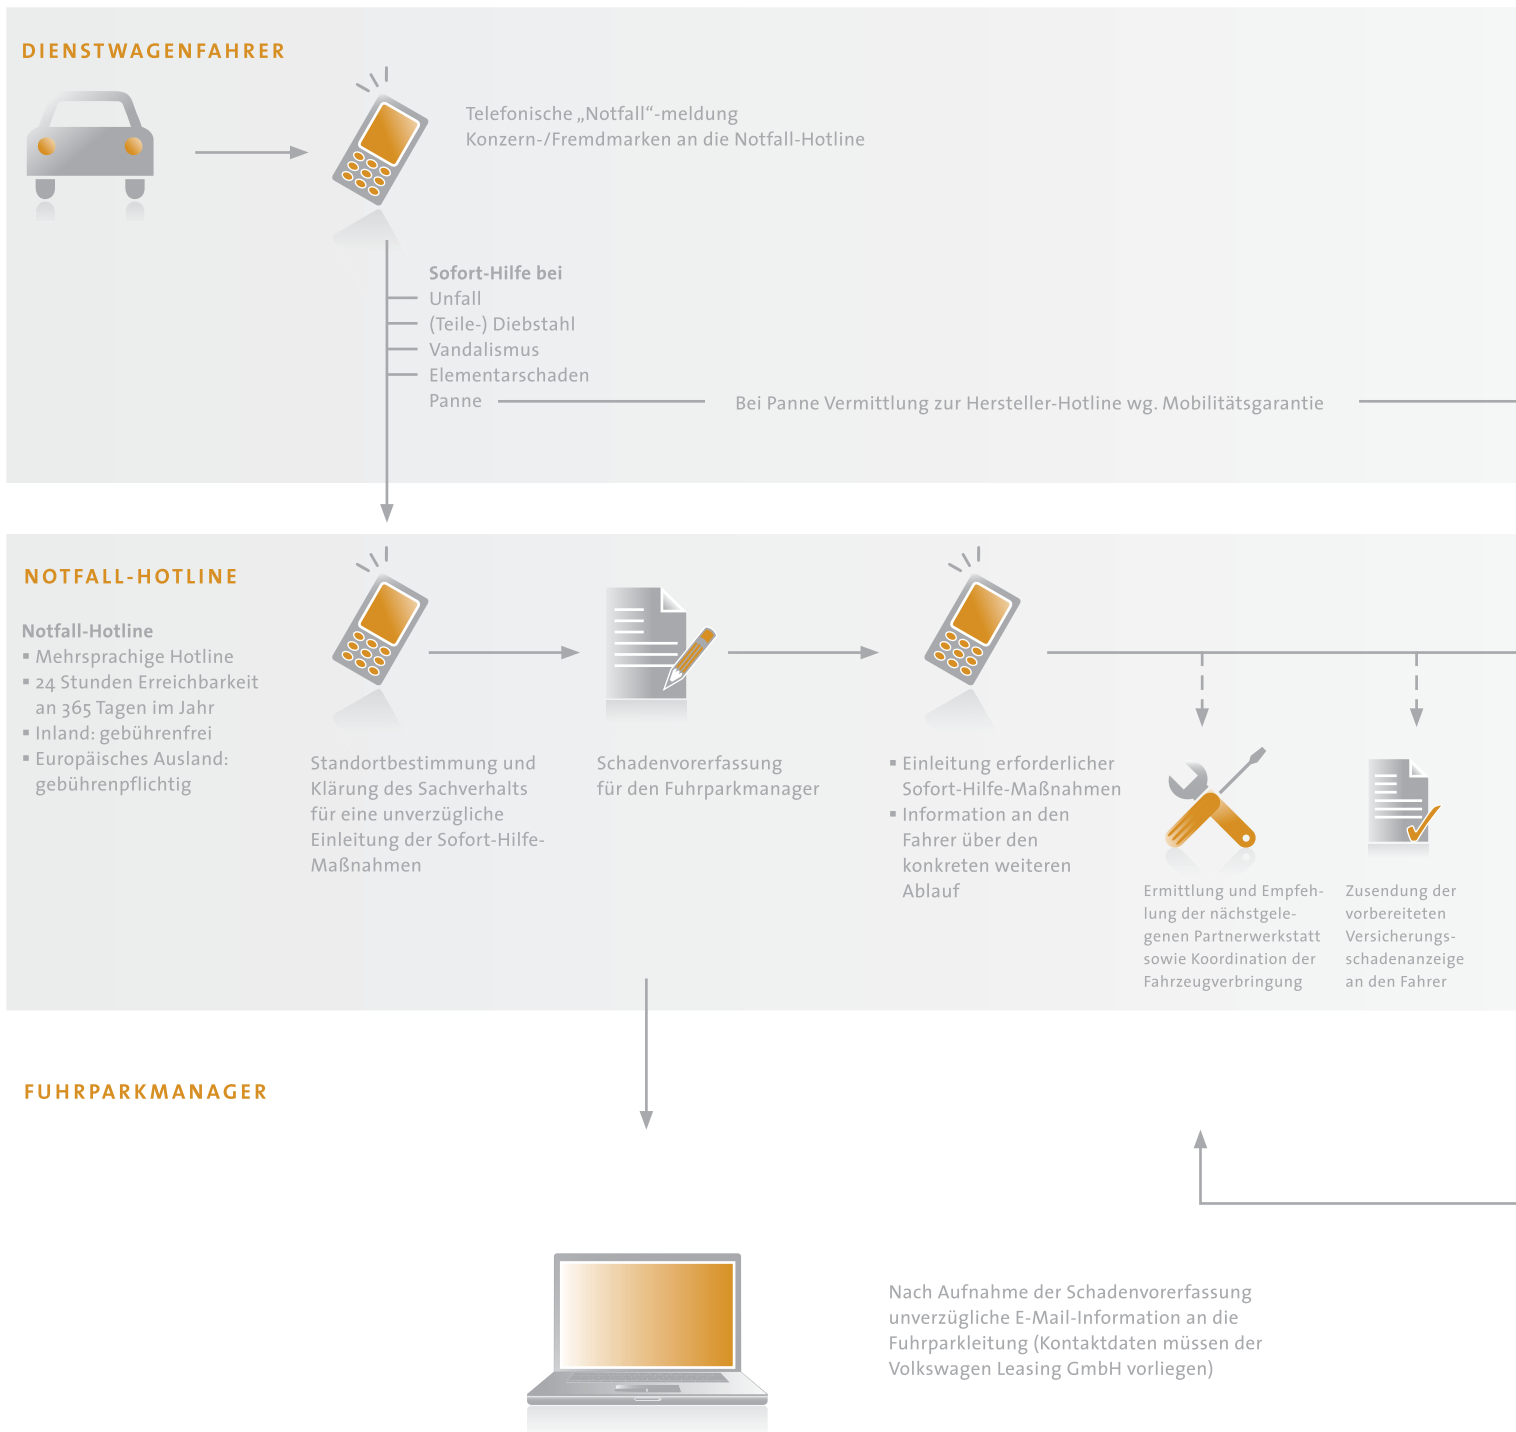 DIENSTWAGENFAHRER
Telefonische „Notfall“-meldung
Konzern-/Fremdmarken an die Notfall-Hotline
Sofort-Hilfe bei
Unfall
(Teile-) Diebstahl
Vandalismus
Elementarschaden
Panne
Bei Panne Vermittlung zur Hersteller-Hotline wg. Mobilitätsgarantie
NOTFALL-HOTLINE
Notfall-Hotline
▪ Mehrsprachige Hotline
▪ 24 Stunden Erreichbarkeit
an 365 Tagen im Jahr
▪ Inland: gebührenfrei
▪ Europäisches Ausland:
gebührenpflichtig
Standortbestimmung und
Klärung des Sachverhalts
für eine unverzügliche
Einleitung der Sofort-Hilfe-
Maßnahmen
Schadenvorerfassung
für den Fuhrparkmanager
▪ Einleitung erforderlicher
Sofort-Hilfe-Maßnahmen
▪ Information an den
Fahrer über den
konkreten weiteren
Ablauf
Ermittlung und Empfeh-
lung der nächstgele-
genen Partnerwerkstatt
sowie Koordination der
Fahrzeugverbringung
Zusendung der
vorbereiteten
Versicherungs-
schadenanzeige
an den Fahrer
FUHRPARKMANAGER
Nach Aufnahme der Schadenvorerfassung
unverzügliche E-Mail-Information an die
Fuhrparkleitung (Kontaktdaten müssen der
Volkswagen Leasing GmbH vorliegen)